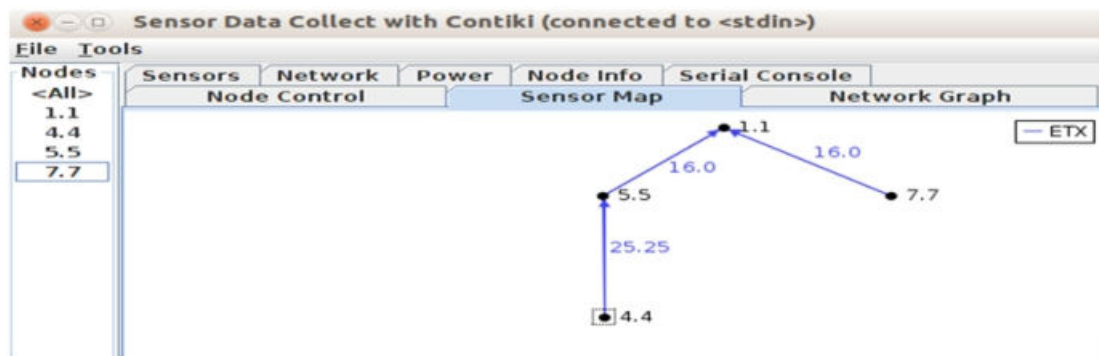 Sensor Data Collect with Contiki (connected to <stdin>)
File Tools
Nodes
<All>
1.1
4.4
5.5
7.7
Sensors Network Power Node Info Serial Console
Node Control Sensor Map Network Graph
1.1
ETX
16.0
16.0
5.5
7.7
25.25
4.4